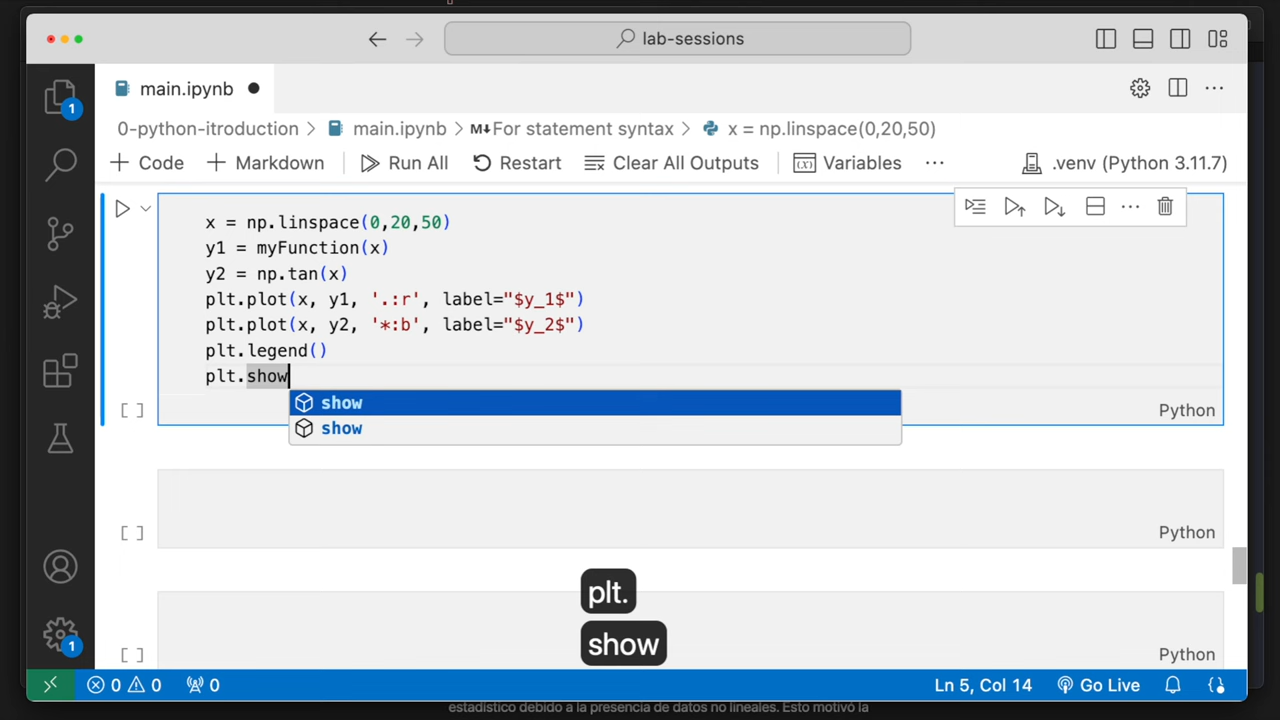 lab-sessions
main.ipynb
0-python-itroduction > main.ipynb > M↓For statement syntax > x = np.linspace(0,20,50)
+ Code + Markdown Run All Restart Clear All Outputs (x) Variables ... .venv (Python 3.11.7)
1
x = np.linspace(0,20,50)
y1 = myFunction(x)
y2 = np.tan(x)
plt.plot(x, y1, '.:r', label="$y_1$")
plt.plot(x, y2, '*:b', label="$y_2$")
plt.legend()
plt.show
show
show
[ ] Python
[ ] Python
plt.
show
[ ] Python
1
0 0 0 Ln 5, Col 14 Go Live
estadístico debido a la presencia de datos no lineales. Esto motivó la